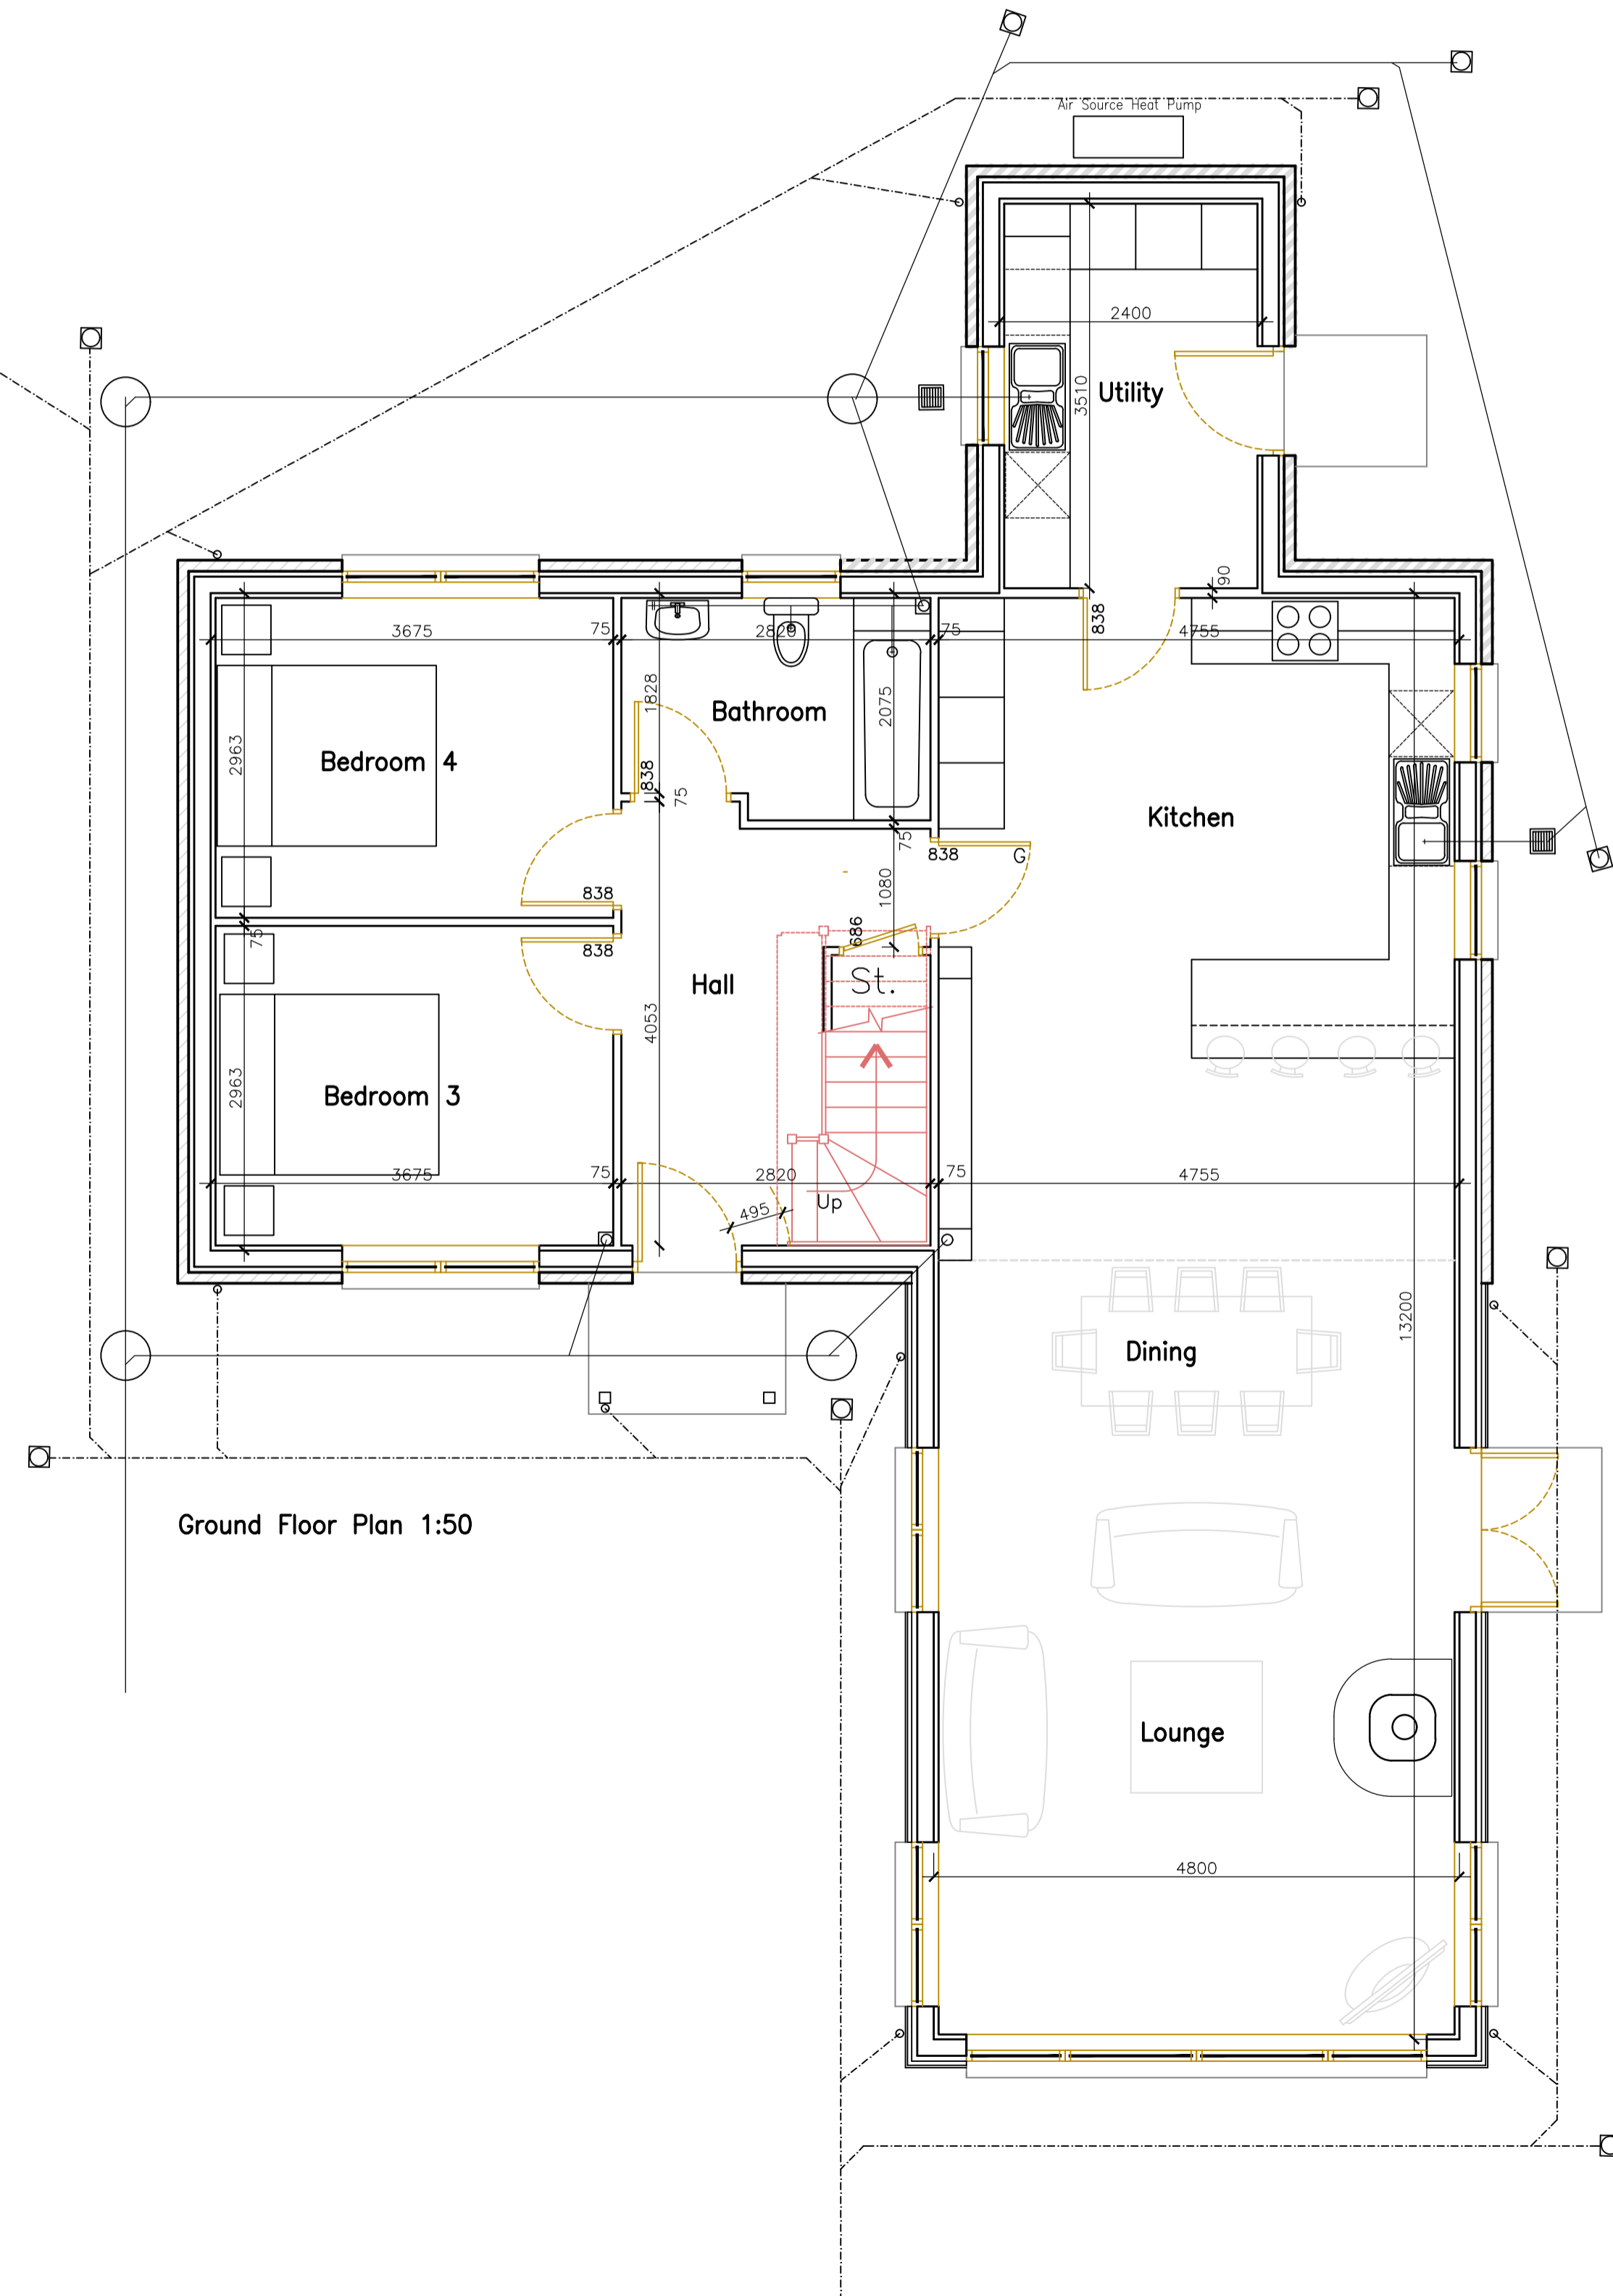 Air Source Heat Pump
2400
3510
Utility
90
838
3675
75
2820
75
4755
1828
2075
Bathroom
2963
Bedroom 4
838
75
Kitchen
75
838
G
1080
838
686
75
838
St.
Hall
4053
2963
Bedroom 3
3675
75
2820
75
4755
495
Up
13200
Dining
Ground Floor Plan 1:50
Lounge
4800